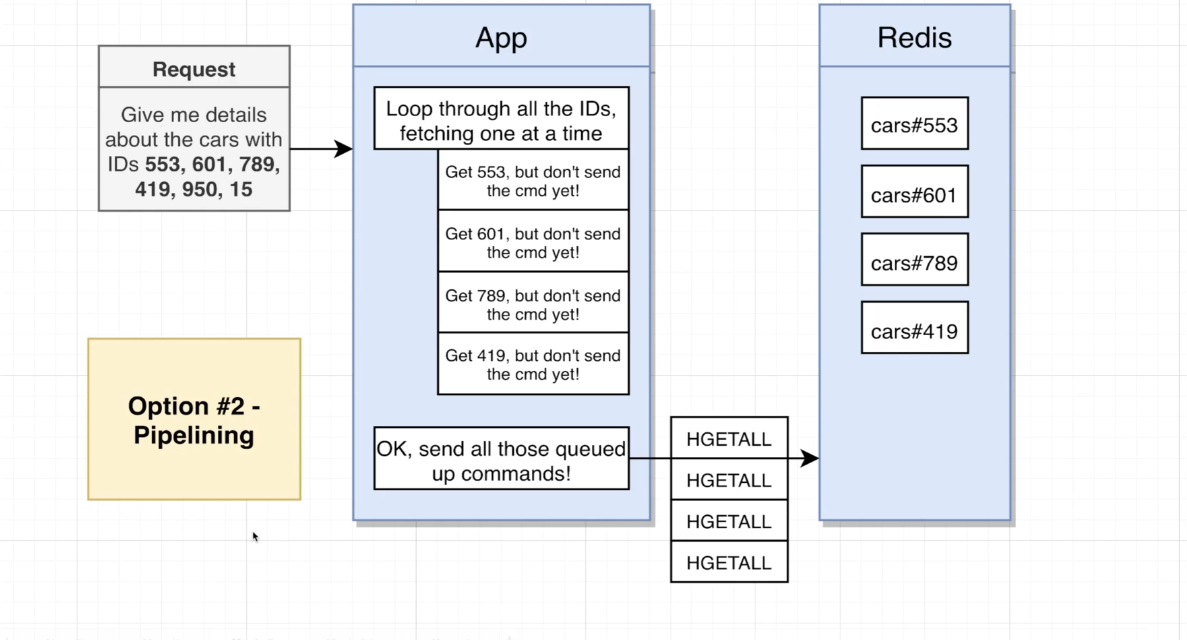 Request
Give me details
about the cars with
IDs 553, 601, 789,
419, 950, 15
Option #2 -
Pipelining
App
Loop through all the IDs,
fetching one at a time
Get 553, but don't send
the cmd yet!
Get 601, but don't send
the cmd yet!
Get 789, but don't send
the cmd yet!
Get 419, but don't send
the cmd yet!
OK, send all those queued
up commands!
HGETALL
HGETALL
HGETALL
HGETALL
Redis
cars#553
cars#601
cars#789
cars#419